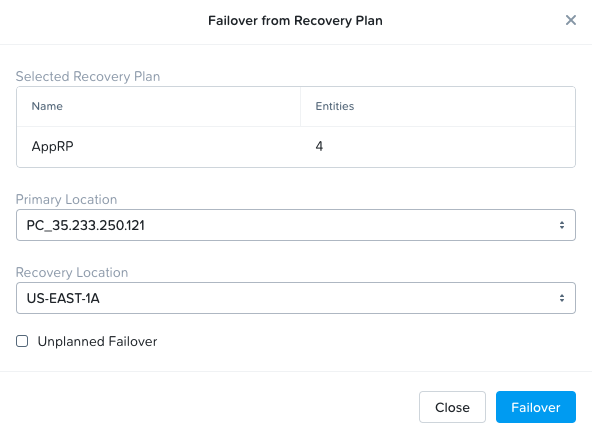 Failover from Recovery Plan
Selected Recovery Plan
Name Entities
AppRP 4
Primary Location
PC_35.233.250.121
Recovery Location
US-EAST-1A
Unplanned Failover
Close Failover